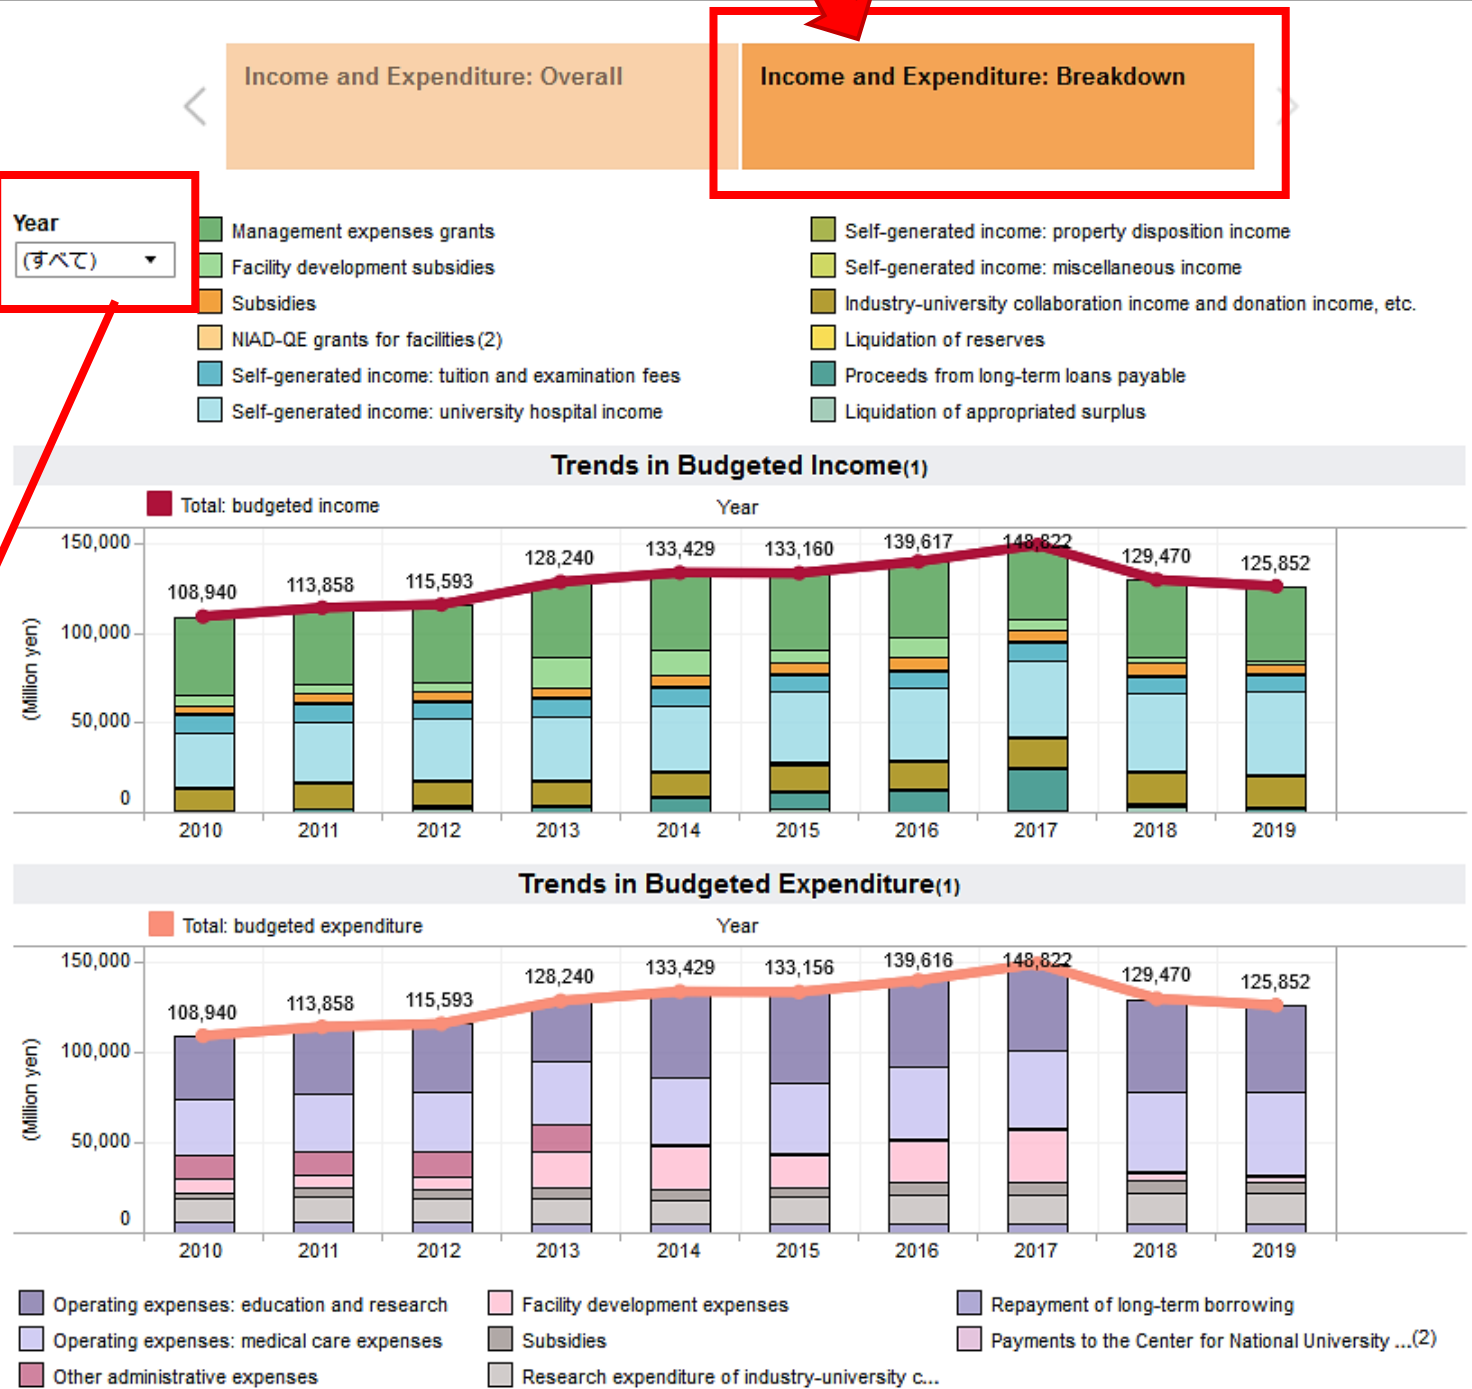 Income and Expenditure: Overall
Income and Expenditure: Breakdown
Year
(すべて)
Management expenses grants
Facility development subsidies
Subsidies
NIAD-QE grants for facilities(2)
Self-generated income: tuition and examination fees
Self-generated income: university hospital income
Self-generated income: property disposition income
Self-generated income: miscellaneous income
Industry-university collaboration income and donation income, etc.
Liquidation of reserves
Proceeds from long-term loans payable
Liquidation of appropriated surplus
Trends in Budgeted Income(1)
Total: budgeted income
Year
(Million yen)
150,000
100,000
50,000
0
108,940
113,858
115,593
128,240
133,429
133,160
139,617
148,822
129,470
125,852
2010 2011 2012 2013 2014 2015 2016 2017 2018 2019
Trends in Budgeted Expenditure(1)
Total: budgeted expenditure
Year
(Million yen)
150,000
100,000
50,000
0
108,940
113,858
115,593
128,240
133,429
133,156
139,616
148,822
129,470
125,852
2010 2011 2012 2013 2014 2015 2016 2017 2018 2019
Operating expenses: education and research
Operating expenses: medical care expenses
Other administrative expenses
Facility development expenses
Subsidies
Research expenditure of industry-university c...
Repayment of long-term borrowing
Payments to the Center for National University ...(2)